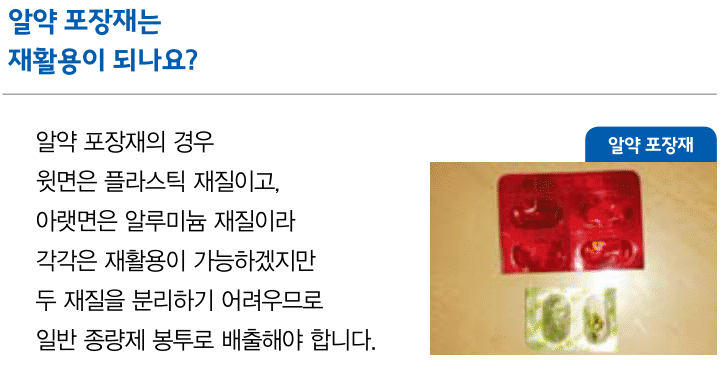 알약 포장재는
재활용이 되나요?
알약 포장재의 경우
윗면은 플라스틱 재질이고,
아랫면은 알루미늄 재질이라
각각은 재활용이 가능하겠지만
두 재질을 분리하기 어려우므로
일반 종량제 봉투로 배출해야 합니다.
알약 포장재